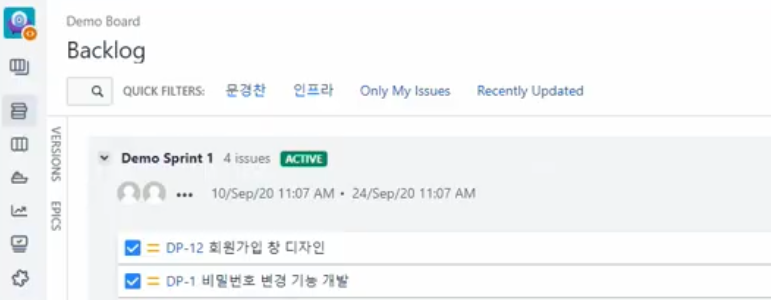 Demo Board
Backlog
QUICK FILTERS: 문경찬 인프라 Only My Issues Recently Updated
VERSIONS
EPICS
Demo Sprint 1 4 issues ACTIVE
••• 10/Sep/20 11:07 AM • 24/Sep/20 11:07 AM
DP-12 회원가입 창 디자인
DP-1 비밀번호 변경 기능 개발